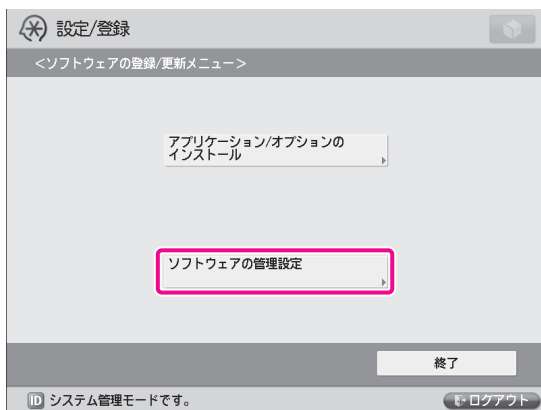 設定/登録
<ソフトウェアの登録/更新メニュー>
アプリケーション/オプションの
インストール
ソフトウェアの管理設定
終了
ID システム管理モードです。
ログアウト